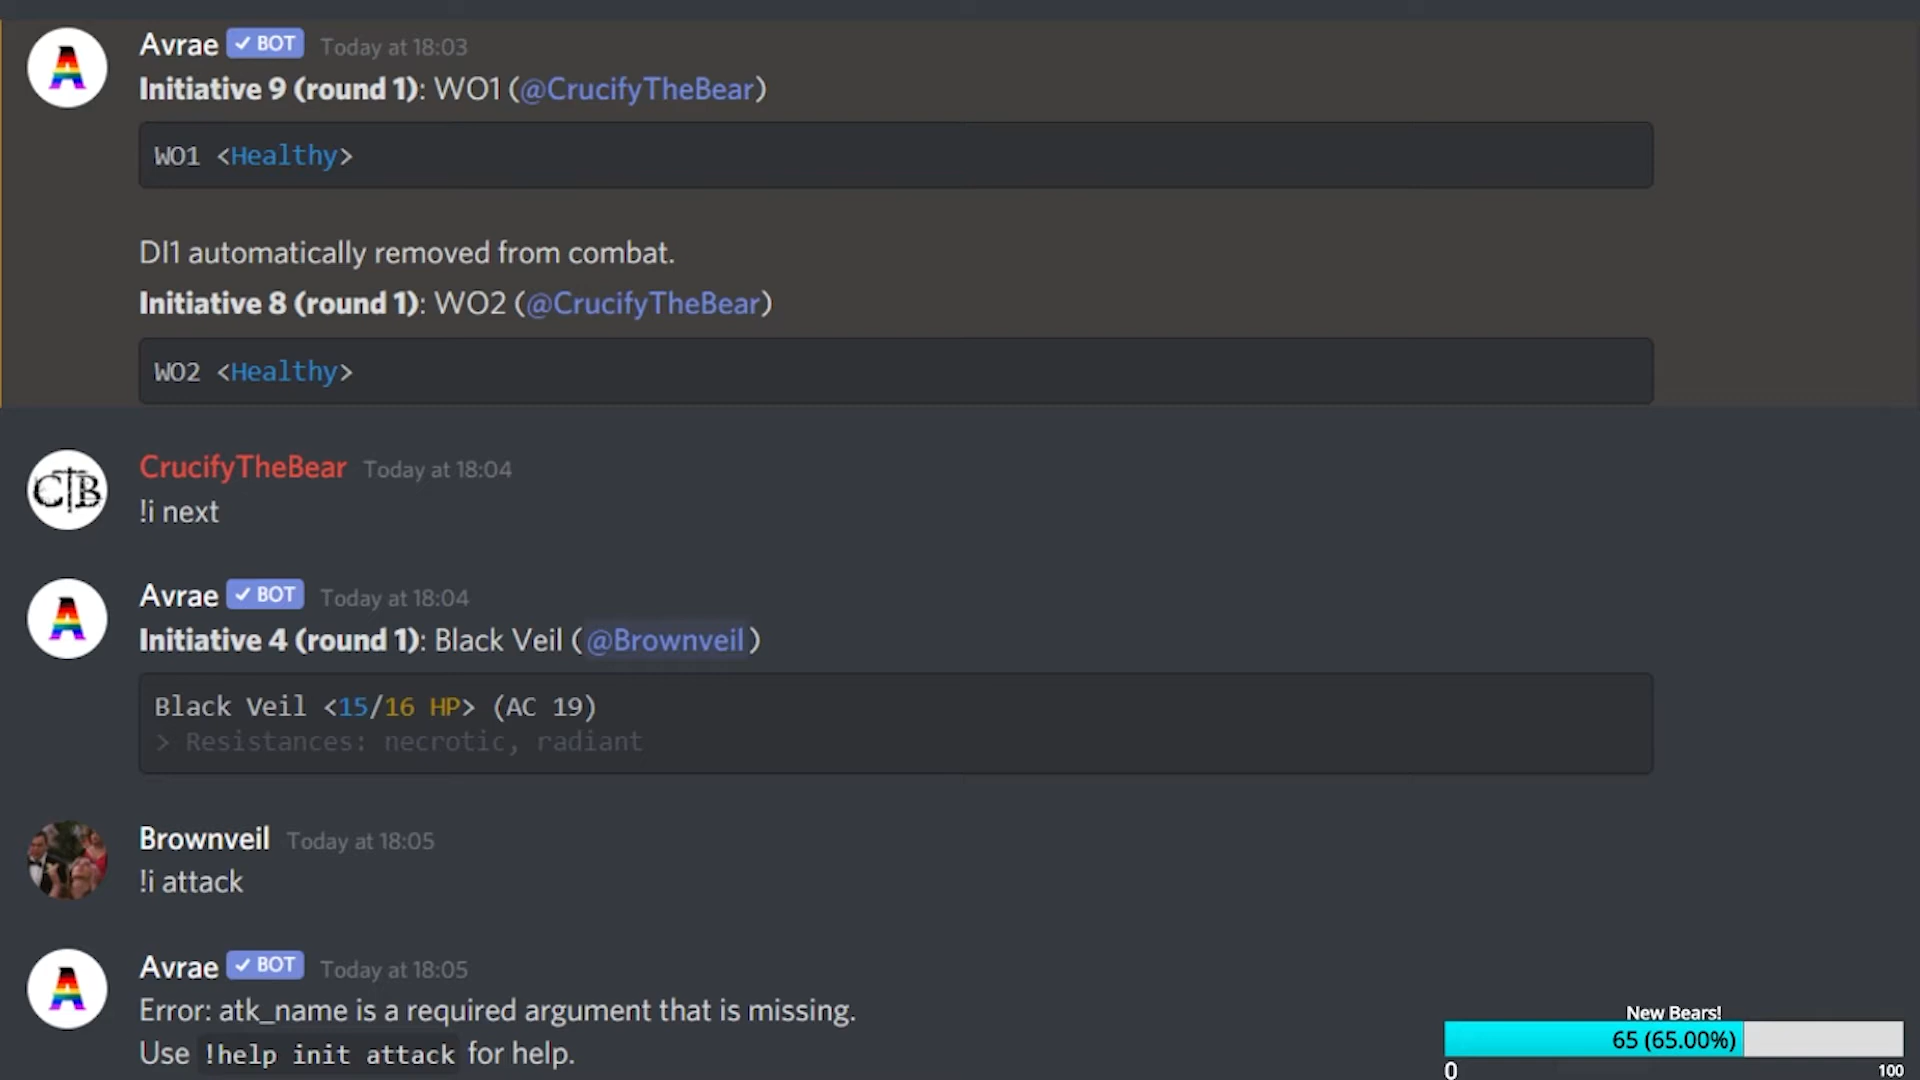 Avrae ✓ BOT Today at 18:03
Initiative 9 (round 1): WO1 (@CrucifyTheBear)
WO1 <Healthy>
DI1 automatically removed from combat.
Initiative 8 (round 1): WO2 (@CrucifyTheBear)
WO2 <Healthy>
CTB
CrucifyTheBear Today at 18:04
!i next
Avrae ✓ BOT Today at 18:04
Initiative 4 (round 1): Black Veil (@Brownveil)
Black Veil <15/16 HP> (AC 19)
> Resistances: necrotic, radiant
Brownveil Today at 18:05
!i attack
Avrae ✓ BOT Today at 18:05
Error: atk_name is a required argument that is missing.
Use !help init attack for help.
New Bears!
65 (65.00%)
0 100